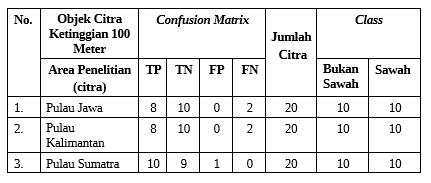 No. Objek Citra Ketinggian 100 Meter Confusion Matrix Jumlah Citra Class
Area Penelitian (citra) TP TN FP FN Bukan Sawah Sawah
1. Pulau Jawa 8 10 0 2 20 10 10
2. Pulau Kalimantan 8 10 0 2 20 10 10
3. Pulau Sumatra 10 9 1 0 20 10 10